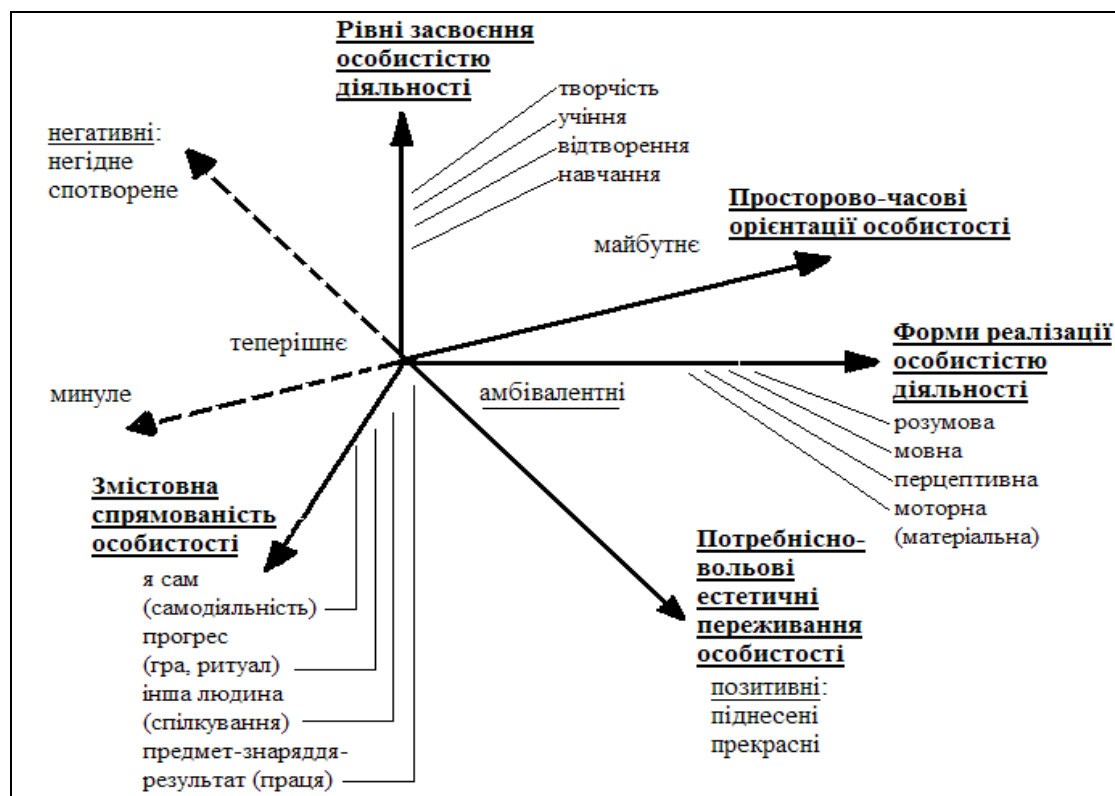 Рівні засвоєння
особистістю
діяльності
творчість
учіння
відтворення
навчання
негативні:
негідне
спотворене
Просторово-часові
орієнтації особистості
майбутнє
теперішнє
минуле
амбівалентні
Форми реалізації
особистістю
діяльності
розумова
мовна
перцептивна
моторна
(матеріальна)
Змістовна
спрямованість
особистості
я сам
(самодіяльність)
прогрес
(гра, ритуал)
інша людина
(спілкування)
предмет-знаряддя-
результат (праця)
Потребнісно-
вольові
естетичні
переживання
особистості
позитивні:
піднесені
прекрасні